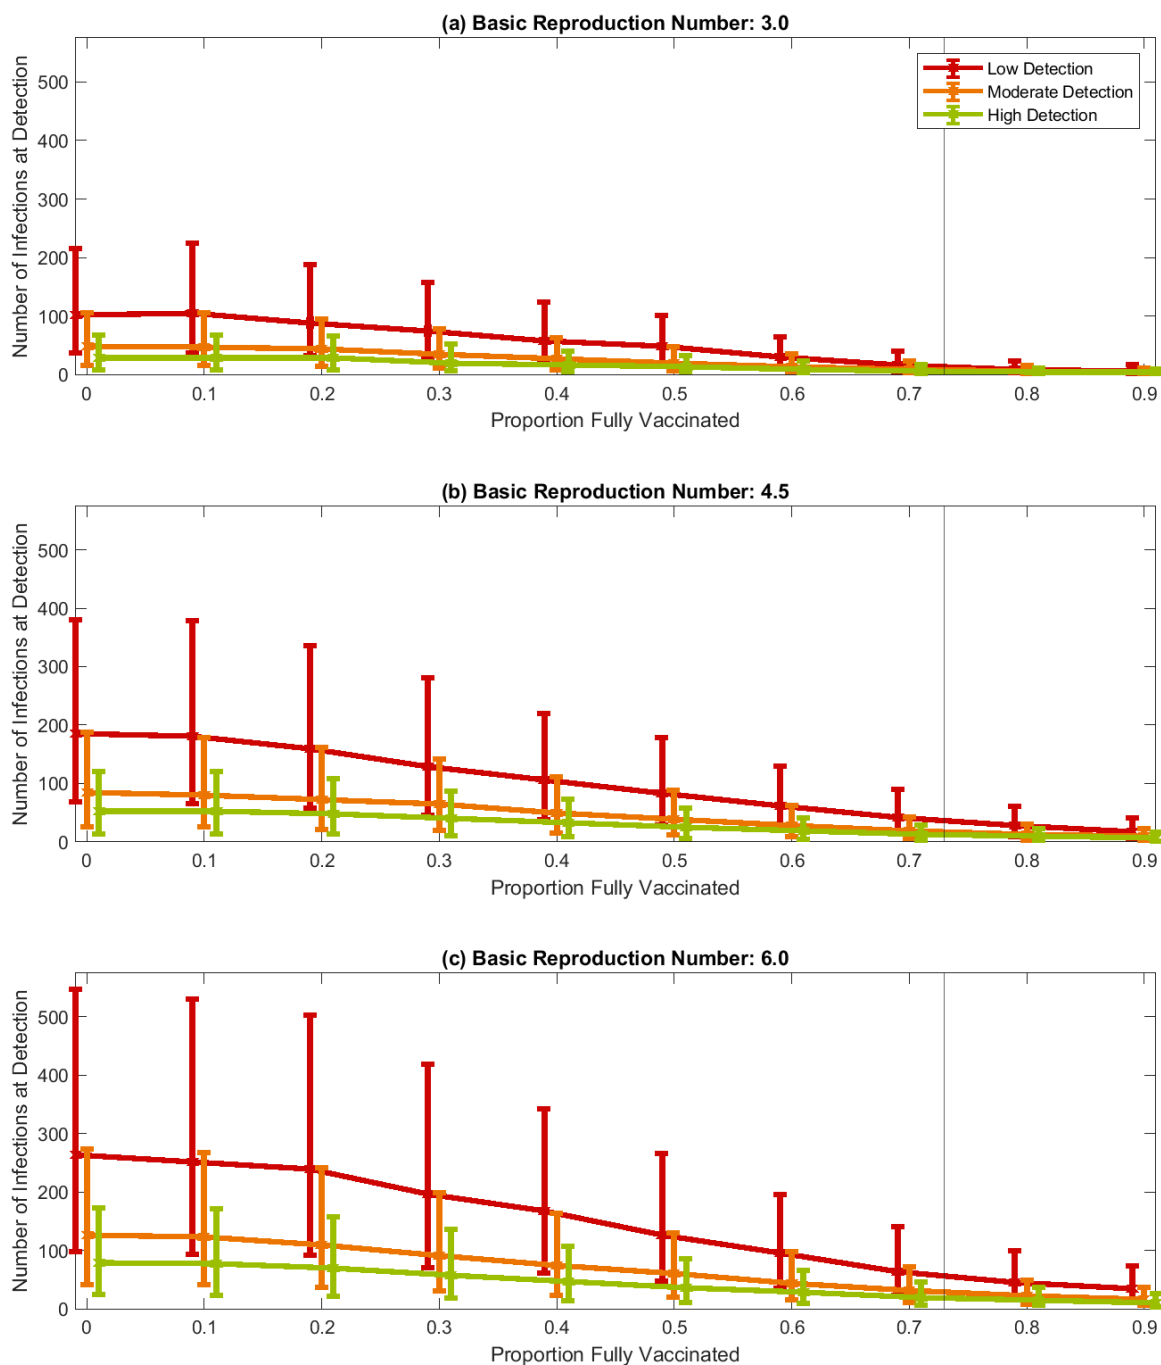 (a) Basic Reproduction Number: 3.0
Number of Infections at Detection
500
400
300
200
100
0
Low Detection
Moderate Detection
High Detection
0 0.1 0.2 0.3 0.4 0.5 0.6 0.7 0.8 0.9
Proportion Fully Vaccinated
(b) Basic Reproduction Number: 4.5
Number of Infections at Detection
500
400
300
200
100
0
0 0.1 0.2 0.3 0.4 0.5 0.6 0.7 0.8 0.9
Proportion Fully Vaccinated
(c) Basic Reproduction Number: 6.0
Number of Infections at Detection
500
400
300
200
100
0
0 0.1 0.2 0.3 0.4 0.5 0.6 0.7 0.8 0.9
Proportion Fully Vaccinated